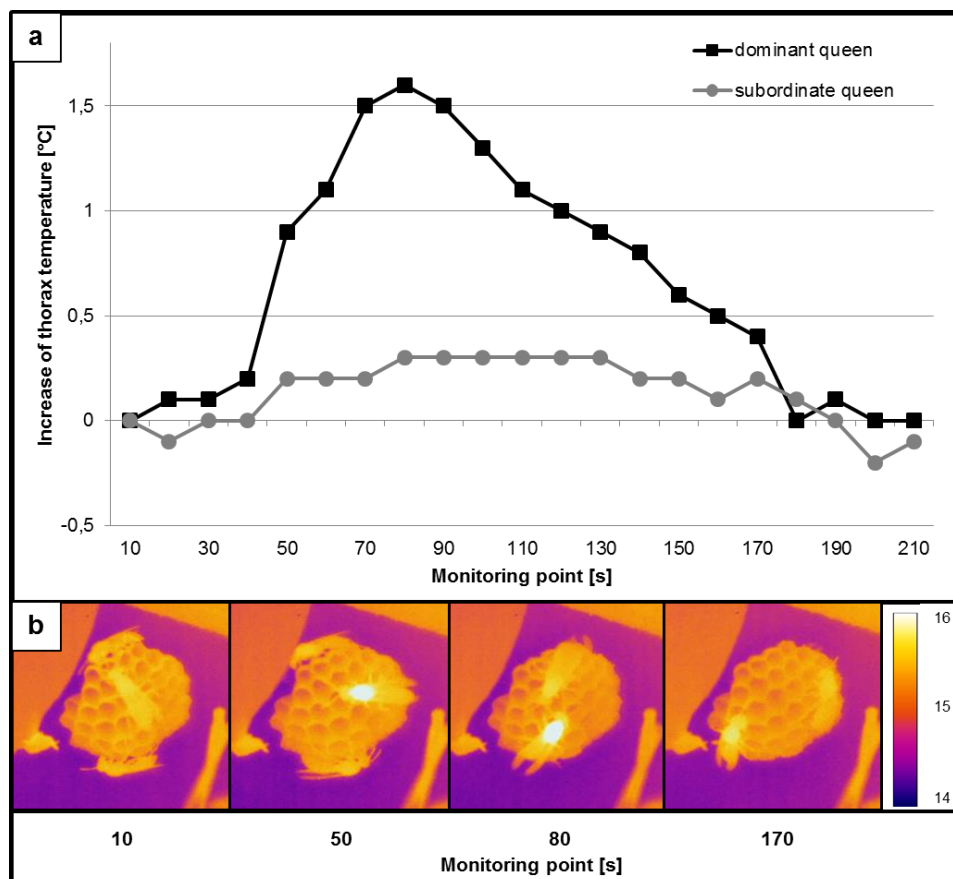 a
dominant queen
subordinate queen
Increase of thorax temperature [°C]
1,5
1
0,5
0
-0,5
10 30 50 70 90 110 130 150 170 190 210
Monitoring point [s]
b
16
15
14
10 50 80 170
Monitoring point [s]